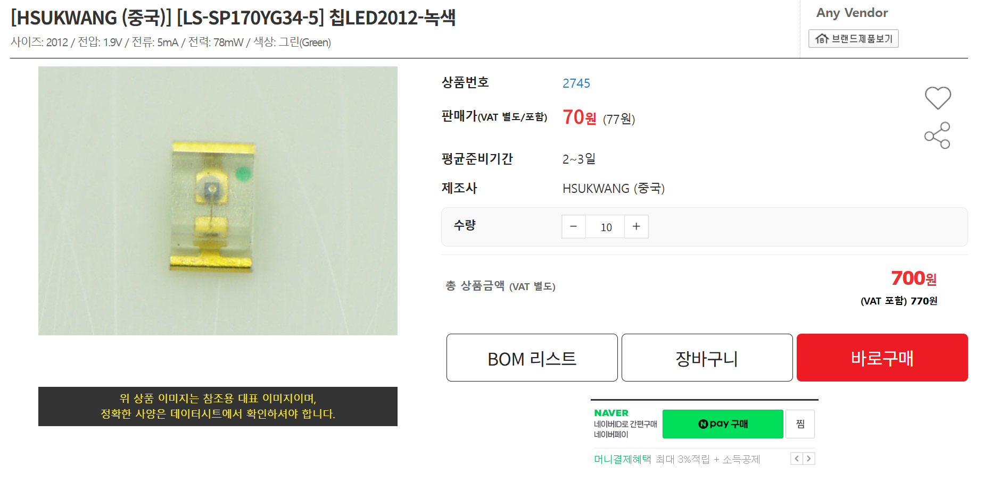 [HSUKWANG (중국)] [LS-SP170YG34-5] 칩LED2012-녹색
사이즈: 2012 / 전압: 1.9V / 전류: 5mA / 전력: 78mW / 색상: 그린(Green)
Any Vendor
브랜드제품보기
상품번호 2745
판매가(VAT 별도/포함) 70원 (77원)
평균준비기간 2~3일
제조사 HSUKWANG (중국)
수량 − 10 +
총 상품금액 (VAT 별도) 700원
(VAT 포함) 770원
BOM 리스트 장바구니 바로구매
위 상품 이미지는 참조용 대표 이미지이며,
정확한 사양은 데이터시트에서 확인하셔야 합니다.
NAVER
네이버ID로 간편구매
네이버페이
N pay 구매 찜
머니결제혜택 최대 3%적립 + 소득공제